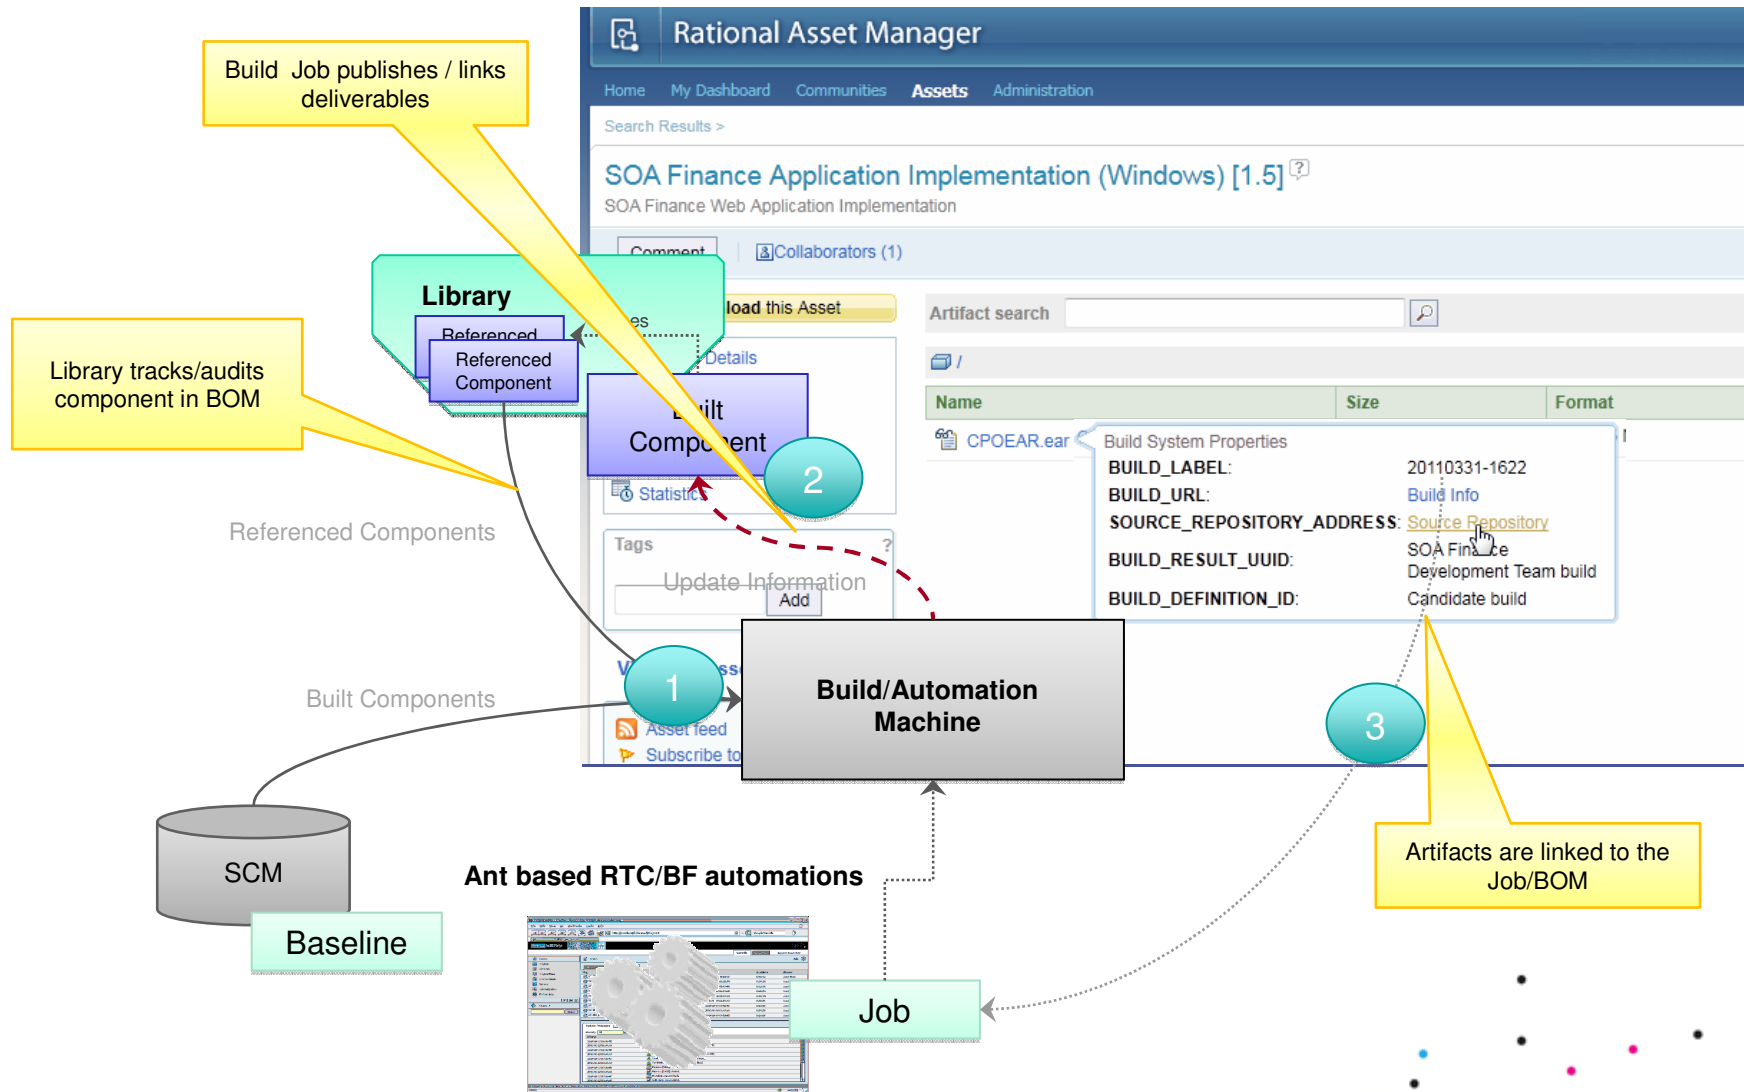 Rational Asset Manager
Home My Dashboard Communities Assets Administration
Search Results >
SOA Finance Application Implementation (Windows) [1.5] ?
SOA Finance Web Application Implementation
Comment Collaborators (1)
Build Job publishes / links
deliverables
Library
Referenced
Referenced
Component
load this Asset
Details
Artifact search
/
Name Size Format
CPOEAR.ear
Build System Properties
BUILD_LABEL: 20110331-1622
BUILD_URL: Build Info
SOURCE_REPOSITORY_ADDRESS: Source Repository
BUILD_RESULT_UUID: SOA Finance
Development Team build
BUILD_DEFINITION_ID: Candidate build
Library tracks/audits
component in BOM
Built
Component
2
Statistics
Referenced Components
Tags ?
Update Information
Add
1
Built Components
Build/Automation
Machine
Asset feed
Subscribe to
3
SCM
Baseline
Ant based RTC/BF automations
Job
Artifacts are linked to the
Job/BOM